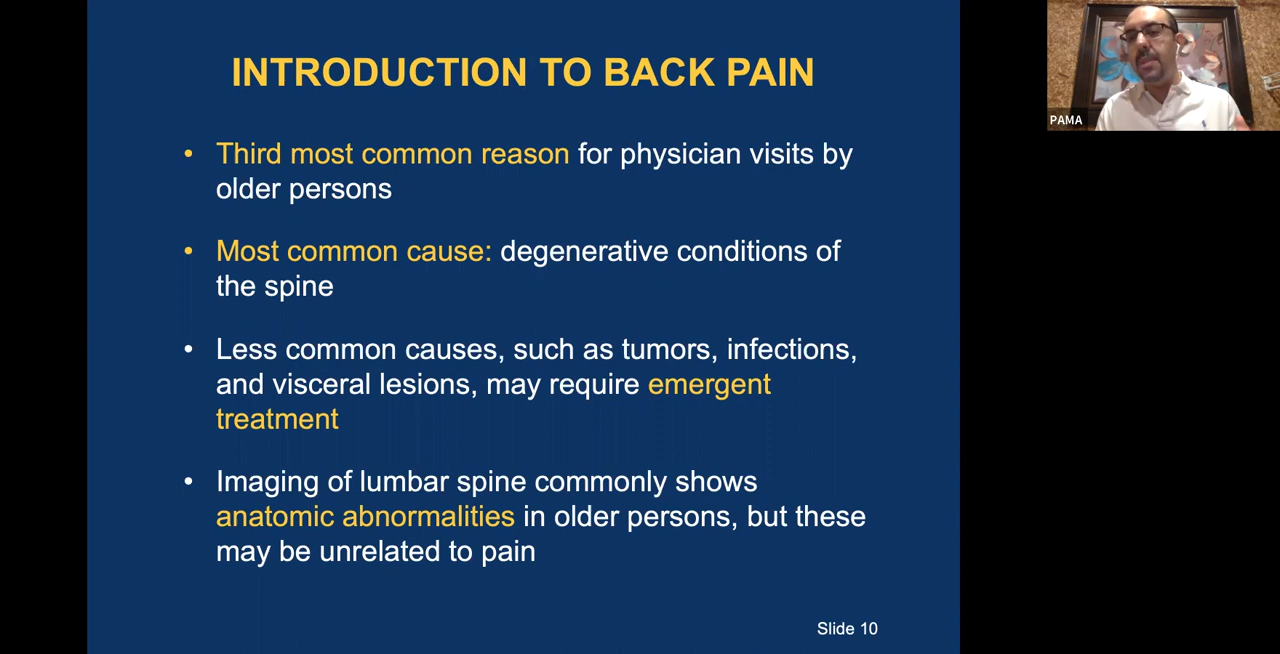 INTRODUCTION TO BACK PAIN
• Third most common reason for physician visits by
older persons
• Most common cause: degenerative conditions of
the spine
• Less common causes, such as tumors, infections,
and visceral lesions, may require emergent
treatment
• Imaging of lumbar spine commonly shows
anatomic abnormalities in older persons, but these
may be unrelated to pain
Slide 10
PAMA